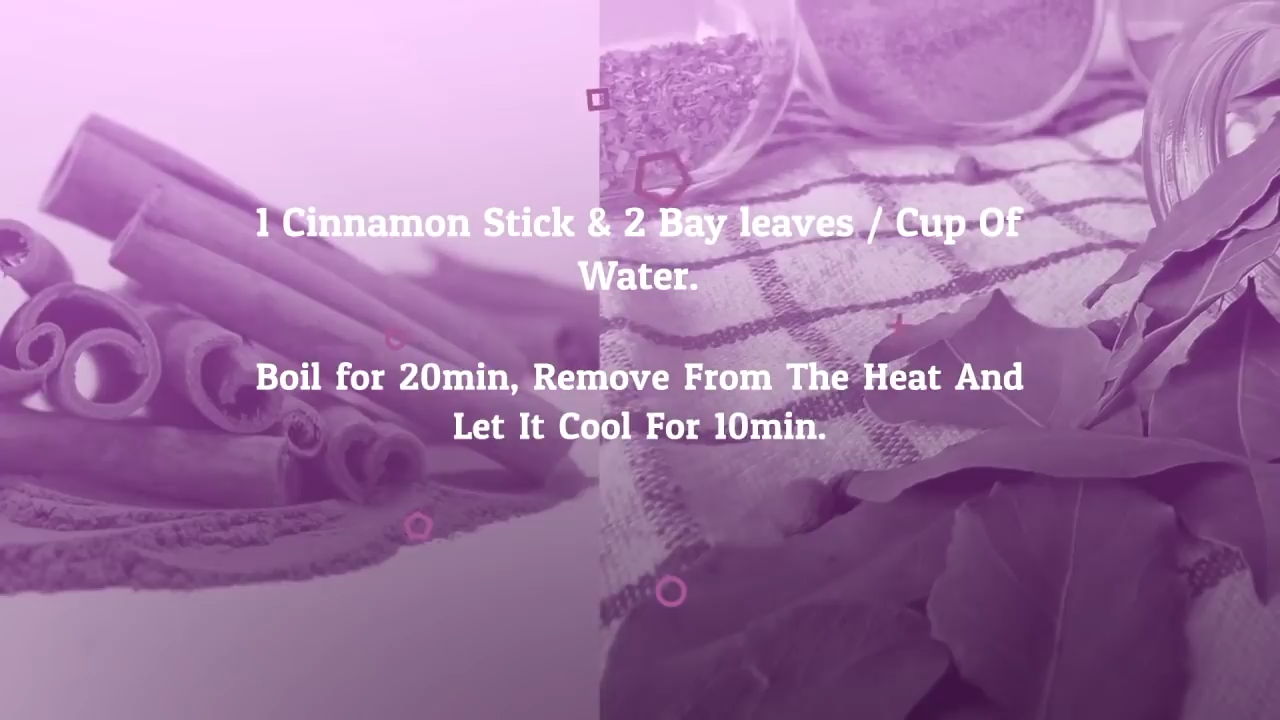 1 Cinnamon Stick & 2 Bay leaves / Cup Of
Water.
Boil for 20min, Remove From The Heat And
Let It Cool For 10min.